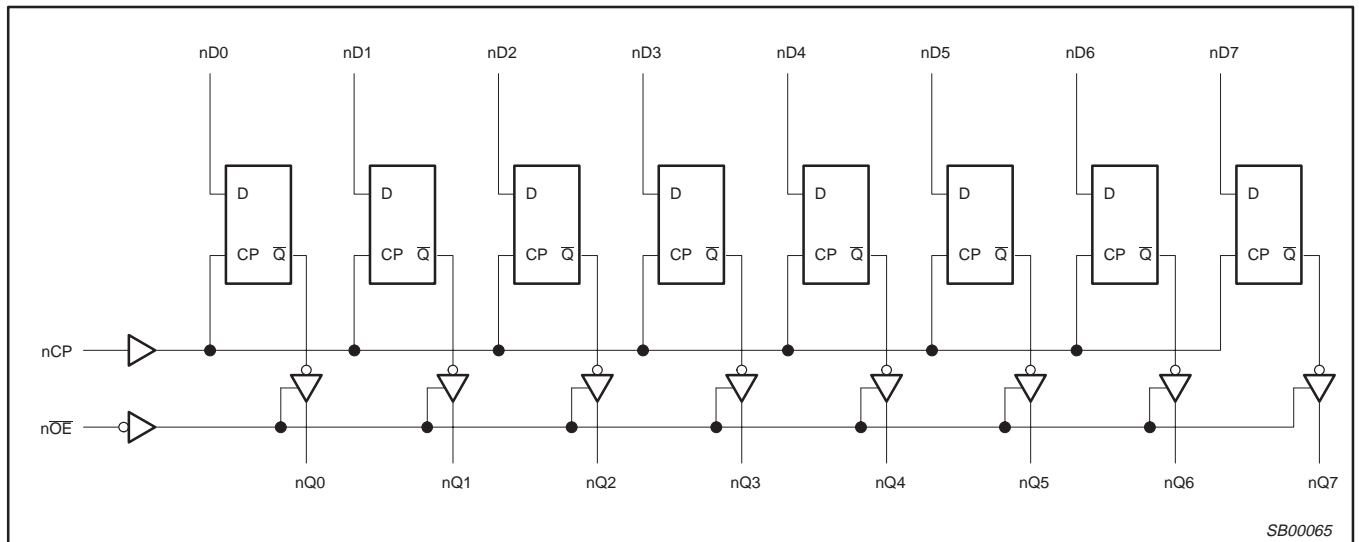 nD0 nD1 nD2 nD3 nD4 nD5 nD6 nD7
D D D D D D D D
CP Q̅ CP Q̅ CP Q̅ CP Q̅ CP Q̅ CP Q̅ CP Q̅ CP Q̅
nCP
nO̅E̅
nQ0 nQ1 nQ2 nQ3 nQ4 nQ5 nQ6 nQ7
SB00065